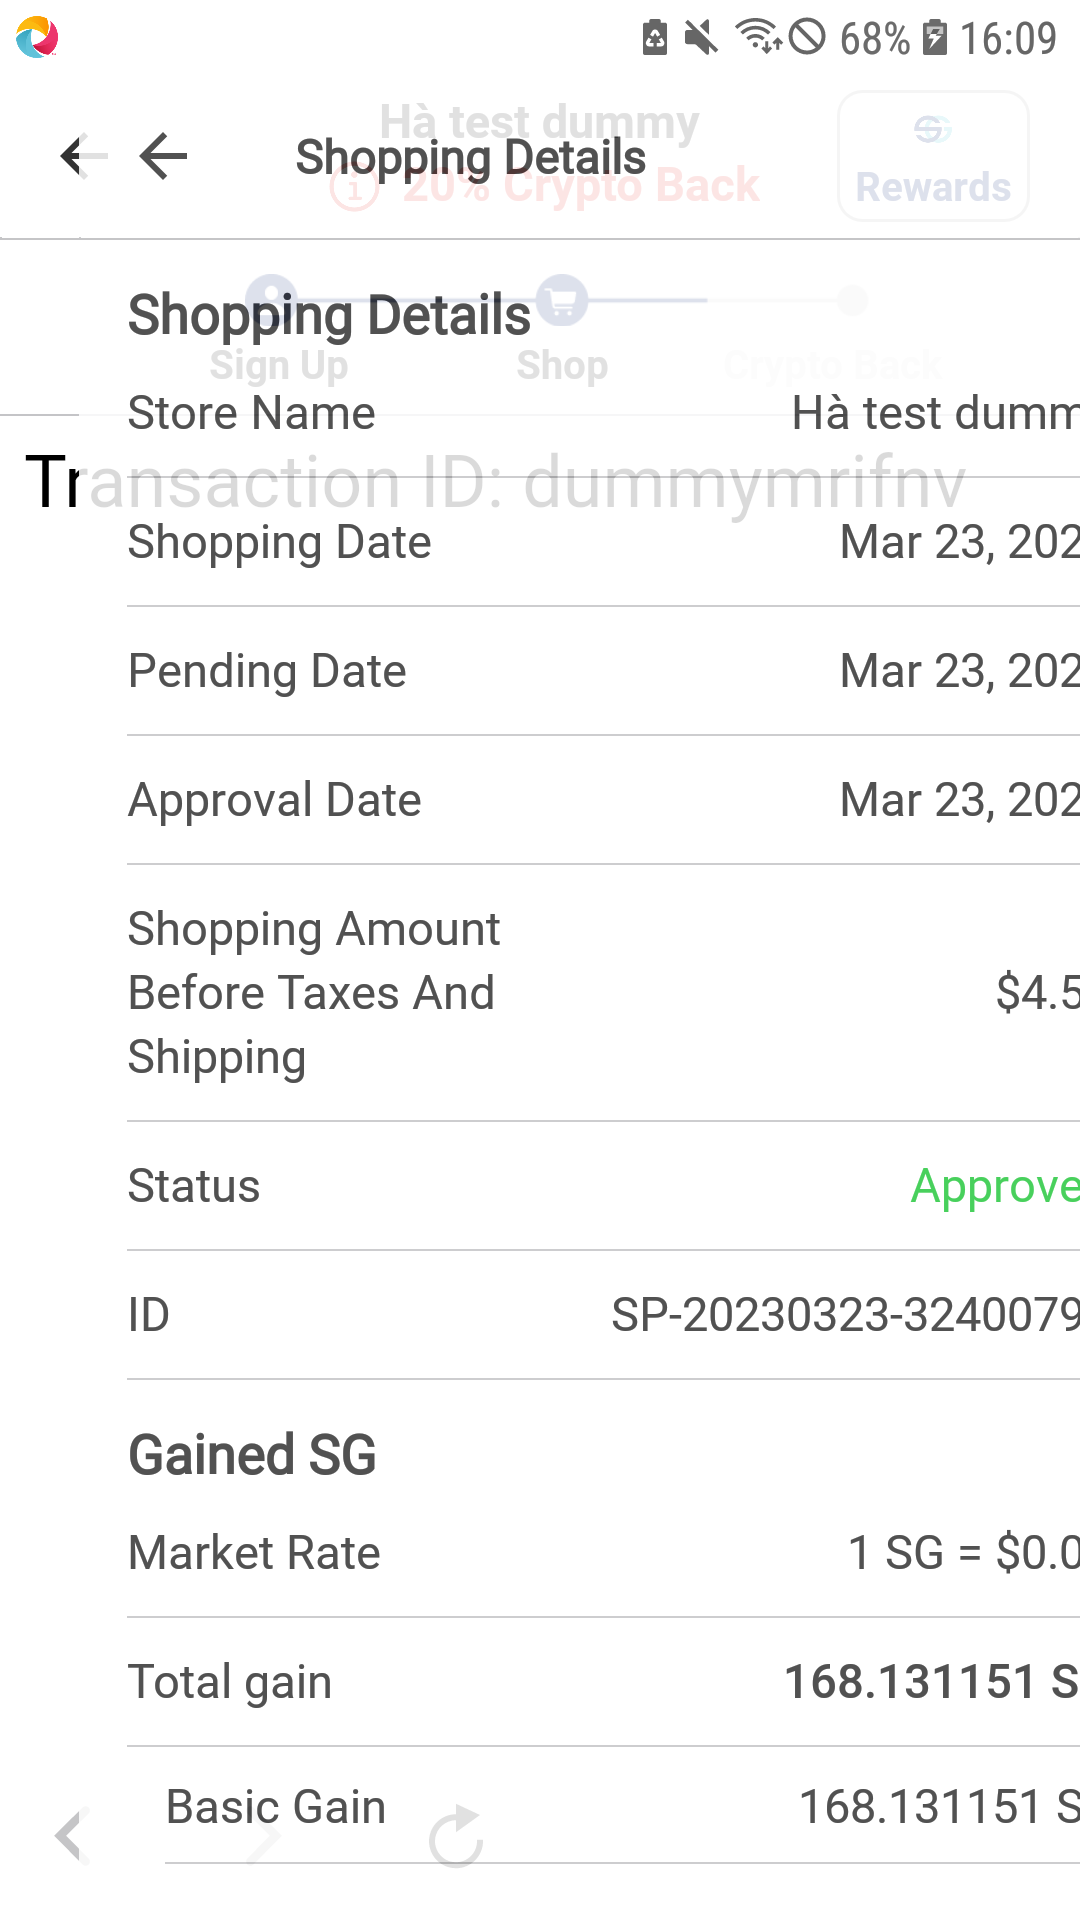 68% 16:09
Hà test dummy
Shopping Details
20% Crypto Back
Rewards
Shopping Details
Sign Up Shop Crypto Back
Store Name Hà test dumm
Transaction ID: dummymrifnv
Shopping Date Mar 23, 202
Pending Date Mar 23, 202
Approval Date Mar 23, 202
Shopping Amount
Before Taxes And $4.5
Shipping
Status Approve
ID SP-20230323-3240079
Gained SG
Market Rate 1 SG = $0.0
Total gain 168.131151 S
Basic Gain 168.131151 S